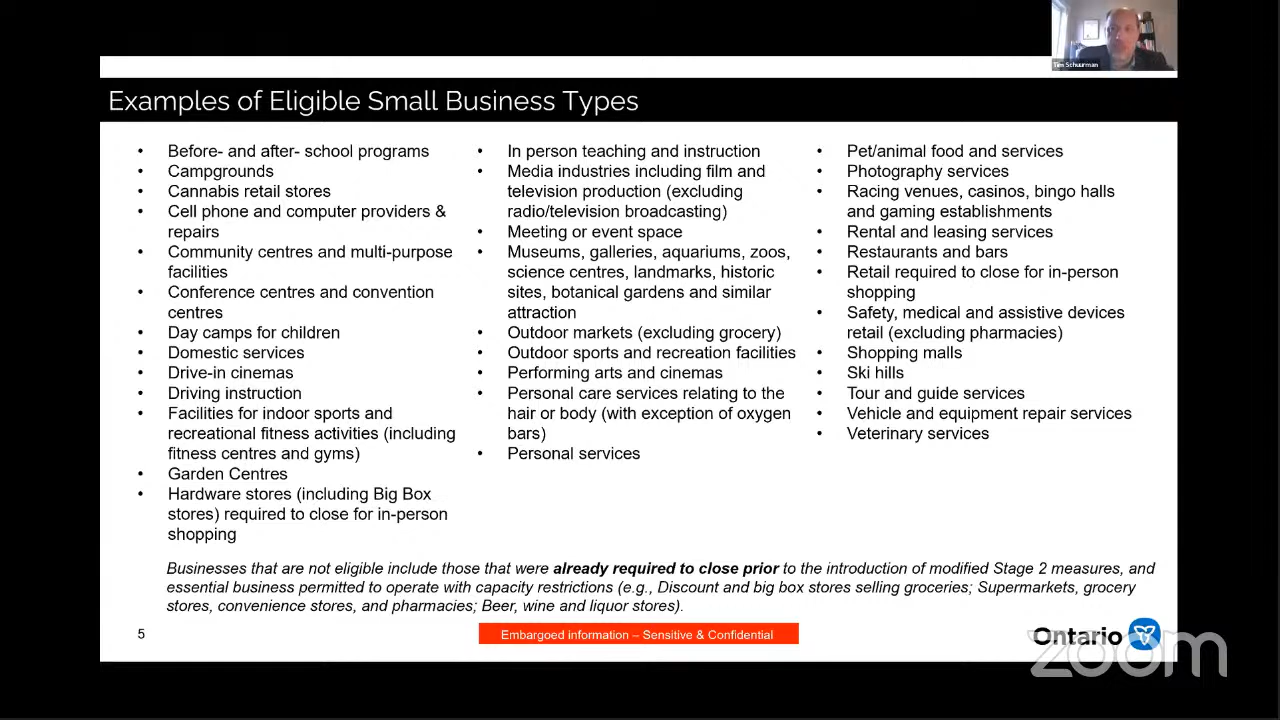 Tim Schuurman
Examples of Eligible Small Business Types
• Before- and after- school programs
• Campgrounds
• Cannabis retail stores
• Cell phone and computer providers &
repairs
• Community centres and multi-purpose
facilities
• Conference centres and convention
centres
• Day camps for children
• Domestic services
• Drive-in cinemas
• Driving instruction
• Facilities for indoor sports and
recreational fitness activities (including
fitness centres and gyms)
• Garden Centres
• Hardware stores (including Big Box
stores) required to close for in-person
shopping
• In person teaching and instruction
• Media industries including film and
television production (excluding
radio/television broadcasting)
• Meeting or event space
• Museums, galleries, aquariums, zoos,
science centres, landmarks, historic
sites, botanical gardens and similar
attraction
• Outdoor markets (excluding grocery)
• Outdoor sports and recreation facilities
• Performing arts and cinemas
• Personal care services relating to the
hair or body (with exception of oxygen
bars)
• Personal services
• Pet/animal food and services
• Photography services
• Racing venues, casinos, bingo halls
and gaming establishments
• Rental and leasing services
• Restaurants and bars
• Retail required to close for in-person
shopping
• Safety, medical and assistive devices
retail (excluding pharmacies)
• Shopping malls
• Ski hills
• Tour and guide services
• Vehicle and equipment repair services
• Veterinary services
Businesses that are not eligible include those that were already required to close prior to the introduction of modified Stage 2 measures, and
essential business permitted to operate with capacity restrictions (e.g., Discount and big box stores selling groceries; Supermarkets, grocery
stores, convenience stores, and pharmacies; Beer, wine and liquor stores).
5
Embargoed information – Sensitive & Confidential
Ontario
zoom